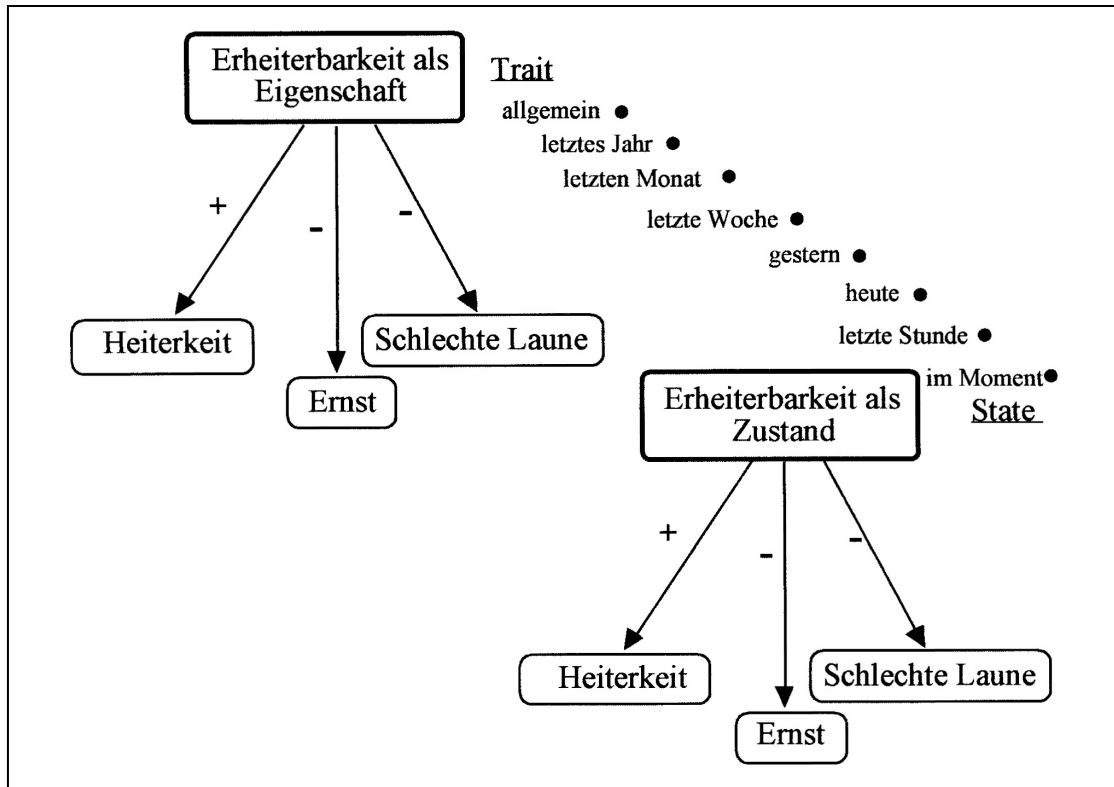 Erheiterbarkeit als
Eigenschaft
Trait
allgemein
letztes Jahr
letzten Monat
letzte Woche
gestern
heute
letzte Stunde
im Moment
State
+
-
-
Heiterkeit
Ernst
Schlechte Laune
Erheiterbarkeit als
Zustand
+
-
-
Heiterkeit
Ernst
Schlechte Laune